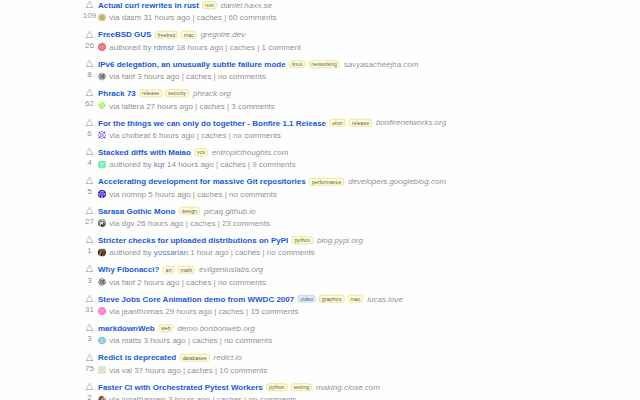 Actual curl rewrites in rust rust daniel.haxx.se
109 via dasm 31 hours ago | caches | 60 comments
FreeBSD GUS freebsd mac gregoire.dev
26 authored by rdmsr 18 hours ago | caches | 1 comment
IPv6 delegation, an unusually subtle failure mode linux networking savyasacheejha.com
8 via fanf 3 hours ago | caches | no comments
Phrack 73 release security phrack.org
62 via lattera 27 hours ago | caches | 3 comments
For the things we can only do together - Bonfire 1.1 Release elixir release bonfirenetworks.org
6 via chobeat 6 hours ago | caches | no comments
Stacked diffs with Maiao vcs entropicthoughts.com
4 authored by kqr 14 hours ago | caches | 9 comments
Accelerating development for massive Git repositories performance developers.googleblog.com
5 via nomnp 5 hours ago | caches | no comments
Sarasa Gothic Mono design picaq.github.io
27 via dgv 26 hours ago | caches | 23 comments
Stricter checks for uploaded distributions on PyPI python blog.pypi.org
1 authored by yossarian 1 hour ago | caches | no comments
Why Fibonacci? art math evilgeniuslabs.org
3 via fanf 2 hours ago | caches | no comments
Steve Jobs Core Animation demo from WWDC 2007 video graphics mac lucas.love
31 via jeanthomas 29 hours ago | caches | 15 comments
markdownWeb web demo.bonbonweb.org
3 via matts 3 hours ago | caches | no comments
Redict is deprecated databases redict.io
75 via val 37 hours ago | caches | 10 comments
Faster CI with Orchestrated Pytest Workers python testing making.close.com
2